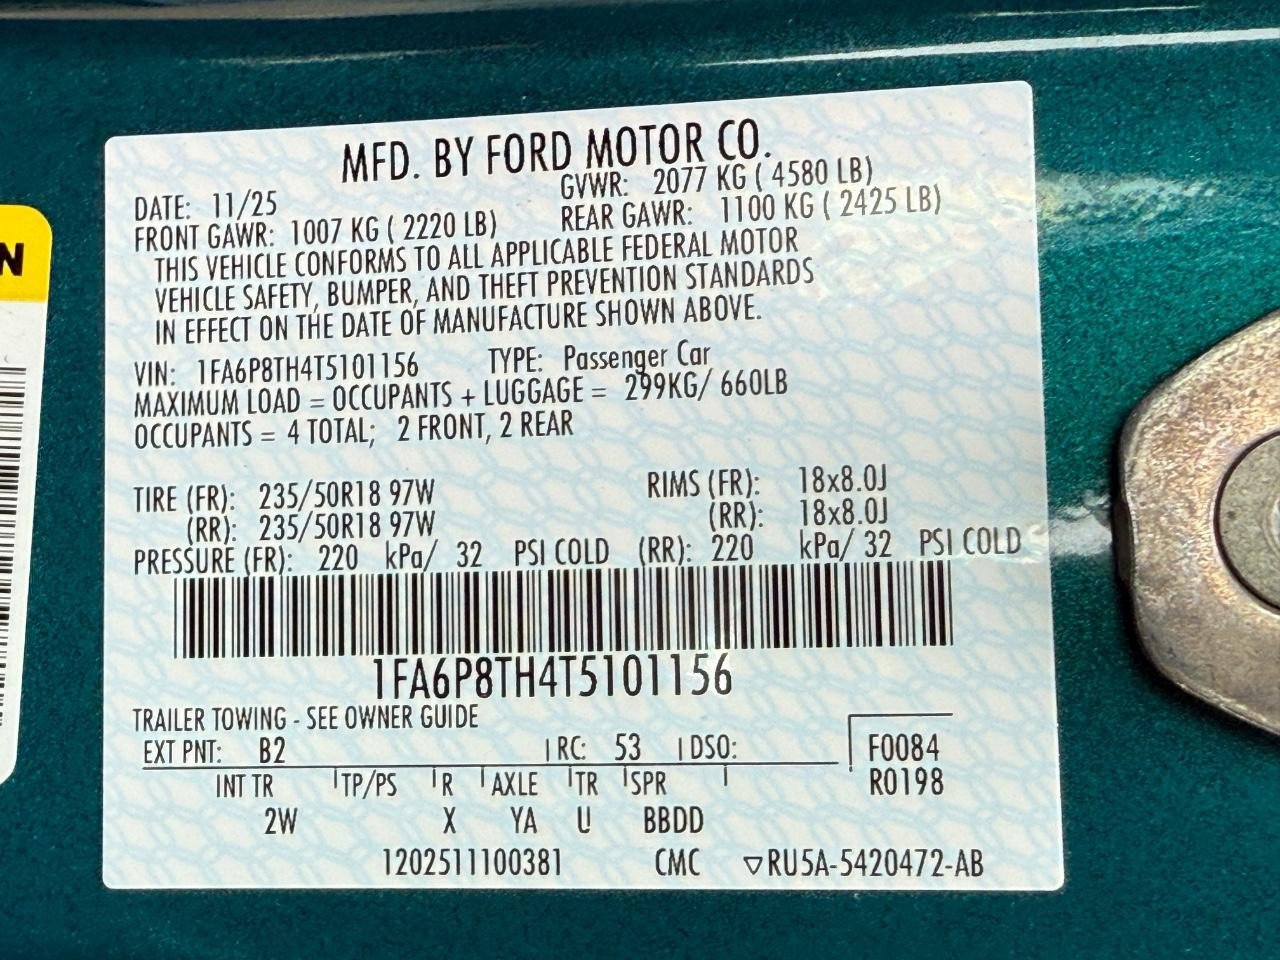 MFD. BY FORD MOTOR CO.
DATE: 11/25 GVWR: 2077 KG ( 4580 LB)
FRONT GAWR: 1007 KG ( 2220 LB) REAR GAWR: 1100 KG ( 2425 LB)
THIS VEHICLE CONFORMS TO ALL APPLICABLE FEDERAL MOTOR
VEHICLE SAFETY, BUMPER, AND THEFT PREVENTION STANDARDS
IN EFFECT ON THE DATE OF MANUFACTURE SHOWN ABOVE.
VIN: 1FA6P8TH4T5101156 TYPE: Passenger Car
MAXIMUM LOAD = OCCUPANTS + LUGGAGE = 299KG/ 660LB
OCCUPANTS = 4 TOTAL; 2 FRONT, 2 REAR
TIRE (FR): 235/50R18 97W RIMS (FR): 18x8.0J
(RR): 235/50R18 97W (RR): 18x8.0J
PRESSURE (FR): 220 kPa/ 32 PSI COLD (RR): 220 kPa/ 32 PSI COLD
1FA6P8TH4T5101156
TRAILER TOWING - SEE OWNER GUIDE
EXT PNT: B2 RC: 53 DSO: F0084
INT TR TP/PS R AXLE TR SPR R0198
2W X YA U BBDD
1202511100381 CMC ▽RU5A-5420472-AB
N